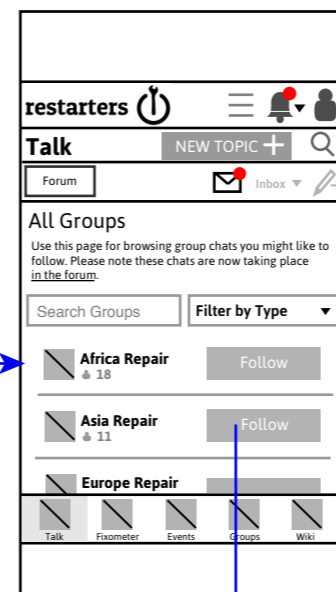 restarters
Talk
NEW TOPIC
Forum
Inbox
All Groups
Use this page for browsing group chats you might like to
follow. Please note these chats are now taking place
in the forum.
Search Groups
Filter by Type
Africa Repair
18
Follow
Asia Repair
11
Follow
Europe Repair
Talk
Fixometer
Events
Groups
Wiki